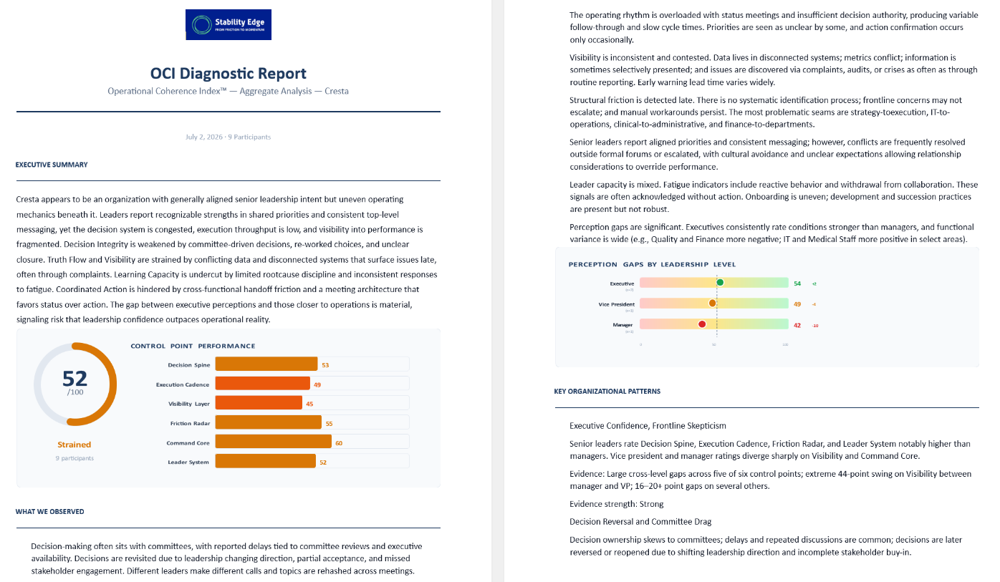 Stability Edge
FROM FRICTION TO MOMENTUM
OCI Diagnostic Report
Operational Coherence Index™ — Aggregate Analysis — Cresta
July 2, 2026 · 9 Participants
EXECUTIVE SUMMARY
Cresta appears to be an organization with generally aligned senior leadership intent but uneven operating
mechanics beneath it. Leaders report recognizable strengths in shared priorities and consistent top-level
messaging, yet the decision system is congested, execution throughput is low, and visibility into performance is
fragmented. Decision Integrity is weakened by committee-driven decisions, re-worked choices, and unclear
closure. Truth Flow and Visibility are strained by conflicting data and disconnected systems that surface issues late,
often through complaints. Learning Capacity is undercut by limited rootcause discipline and inconsistent responses
to fatigue. Coordinated Action is hindered by cross-functional handoff friction and a meeting architecture that
favors status over action. The gap between executive perceptions and those closer to operations is material,
signaling risk that leadership confidence outpaces operational reality.
52
/100
Strained
9 participants
CONTROL POINT PERFORMANCE
Decision Spine 53
Execution Cadence 49
Visibility Layer 45
Friction Radar 55
Command Core 60
Leader System 52
WHAT WE OBSERVED
Decision-making often sits with committees, with reported delays tied to committee reviews and executive
availability. Decisions are revisited due to leadership changing direction, partial acceptance, and missed
stakeholder engagement. Different leaders make different calls and topics are rehashed across meetings.
The operating rhythm is overloaded with status meetings and insufficient decision authority, producing variable
follow-through and slow cycle times. Priorities are seen as unclear by some, and action confirmation occurs
only occasionally.
Visibility is inconsistent and contested. Data lives in disconnected systems; metrics conflict; information is
sometimes selectively presented; and issues are discovered via complaints, audits, or crises as often as through
routine reporting. Early warning lead time varies widely.
Structural friction is detected late. There is no systematic identification process; frontline concerns may not
escalate; and manual workarounds persist. The most problematic seams are strategy-toexecution, IT-to-
operations, clinical-to-administrative, and finance-to-departments.
Senior leaders report aligned priorities and consistent messaging; however, conflicts are frequently resolved
outside formal forums or escalated, with cultural avoidance and unclear expectations allowing relationship
considerations to override performance.
Leader capacity is mixed. Fatigue indicators include reactive behavior and withdrawal from collaboration. These
signals are often acknowledged without action. Onboarding is uneven; development and succession practices
are present but not robust.
Perception gaps are significant. Executives consistently rate conditions stronger than managers, and functional
variance is wide (e.g., Quality and Finance more negative; IT and Medical Staff more positive in select areas).
PERCEPTION GAPS BY LEADERSHIP LEVEL
Executive 54 +2
(n=7)
Vice President 49 -4
(n=1)
Manager 42 -10
(n=1)
0 50 100
KEY ORGANIZATIONAL PATTERNS
Executive Confidence, Frontline Skepticism
Senior leaders rate Decision Spine, Execution Cadence, Friction Radar, and Leader System notably higher than
managers. Vice president and manager ratings diverge sharply on Visibility and Command Core.
Evidence: Large cross-level gaps across five of six control points; extreme 44-point swing on Visibility between
manager and VP; 16–20+ point gaps on several others.
Evidence strength: Strong
Decision Reversal and Committee Drag
Decision ownership skews to committees; delays and repeated discussions are common; decisions are later
reversed or reopened due to shifting leadership direction and incomplete stakeholder buy-in.